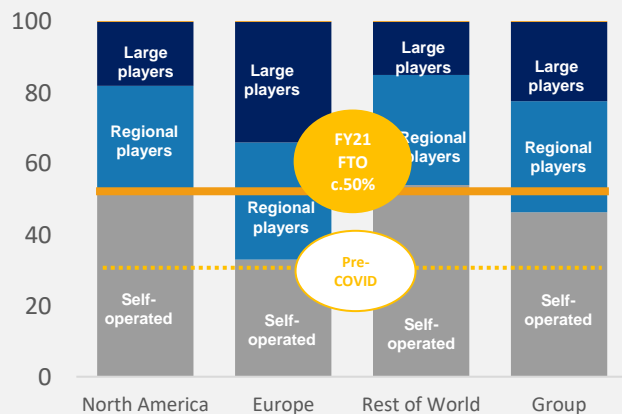 100
80
60
40
20
0
Large
players
Regional
players
Self-
operated
Large
players
Regional
players
Self-
operated
Large
players
Regional
players
Self-
operated
Large
players
Regional
players
Self-
operated
FY21
FTO
c.50%
Pre-
COVID
North America
Europe
Rest of World
Group